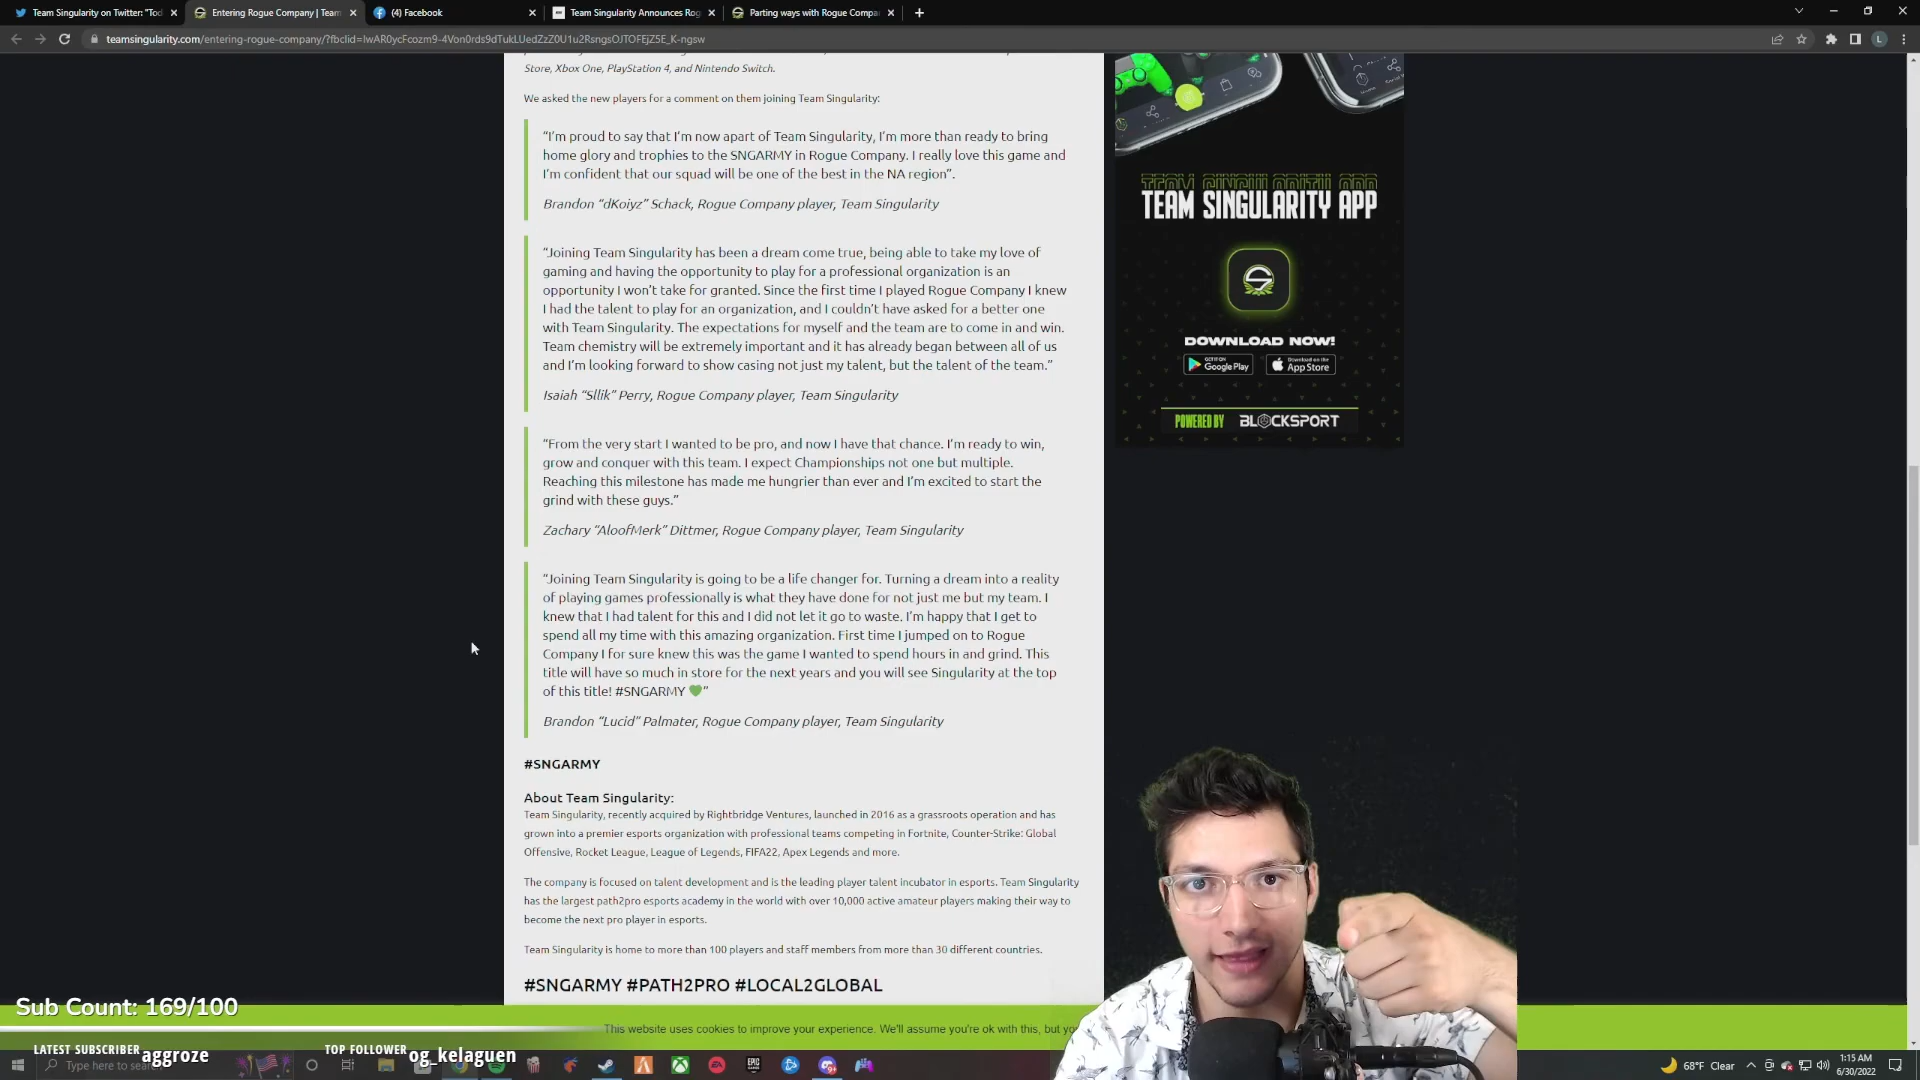 Team Singularity on Twitter: "Tod
Entering Rogue Company | Team
(4) Facebook
Team Singularity Announces Rog
Parting ways with Rogue Compa
teamsingularity.com/entering-rogue-company/?fbclid=
Store, Xbox One, PlayStation 4, and Nintendo Switch.
We asked the new players for a comment on them joining Team Singularity:
“I’m proud to say that I’m now apart of Team Singularity, I’m more than ready to bring
home glory and trophies to the SNGARMY in Rogue Company. I really love this game and
I’m confident that our squad will be one of the best in the NA region”.
Brandon “dKoiyz” Schack, Rogue Company player, Team Singularity
“Joining Team Singularity has been a dream come true, being able to take my love of
gaming and having the opportunity to play for a professional organization is an
opportunity I won’t take for granted. Since the first time I played Rogue Company I knew
I had the talent to play for an organization, and I couldn’t have asked for a better one
with Team Singularity. The expectations for myself and the team are to come in and win.
Team chemistry will be extremely important and it has already began between all of us
and I’m looking forward to show casing not just my talent, but the talent of the team.”
Isaiah “Sllik” Perry, Rogue Company player, Team Singularity
“From the very start I wanted to be pro, and now I have that chance. I’m ready to win,
grow and conquer with this team. I expect Championships not one but multiple.
Reaching this milestone has made me hungrier than ever and I’m excited to start the
grind with these guys.”
Zachary “AloofMerk” Dittmer, Rogue Company player, Team Singularity
“Joining Team Singularity is going to be a life changer for. Turning a dream into a reality
of playing games professionally is what they have done for not just me but my team. I
knew that I had talent for this and I did not let it go to waste. I’m happy that I get to
spend all my time with this amazing organization. First time I jumped on to Rogue
Company I for sure knew this was the game I wanted to spend hours in and grind. This
title will have so much in store for the next years and you will see Singularity at the top
of this title! #SNGARMY 💚”
Brandon “Lucid” Palmater, Rogue Company player, Team Singularity
#SNGARMY
About Team Singularity:
Team Singularity, recently acquired by Rightbridge Ventures, launched in 2016 as a grassroots operation and has
grown into a premier esports organization with professional teams competing in Fortnite, Counter-Strike: Global
Offensive, Rocket League, League of Legends, FIFA22, Apex Legends and more.
The company is focused on talent development and is the leading player talent incubator in esports. Team Singularity
has the largest path2pro esports academy in the world with over 10,000 active amateur players making their way to
become the next pro player in esports.
Team Singularity is home to more than 100 players and staff members from more than 30 different countries.
#SNGARMY #PATH2PRO #LOCAL2GLOBAL
TEAM SINGULARITY APP
DOWNLOAD NOW!
GET IT ON
Google Play
Download on the
App Store
POWERED BY BLOCKSPORT
Sub Count: 169/100
This website uses cookies to improve your experience. We'll assume you're ok with this, but yo
LATEST SUBSCRIBER aggroze
TOP FOLLOWER og_kelaguen
Type here to search
68°F Clear
1:15 AM
6/30/2022